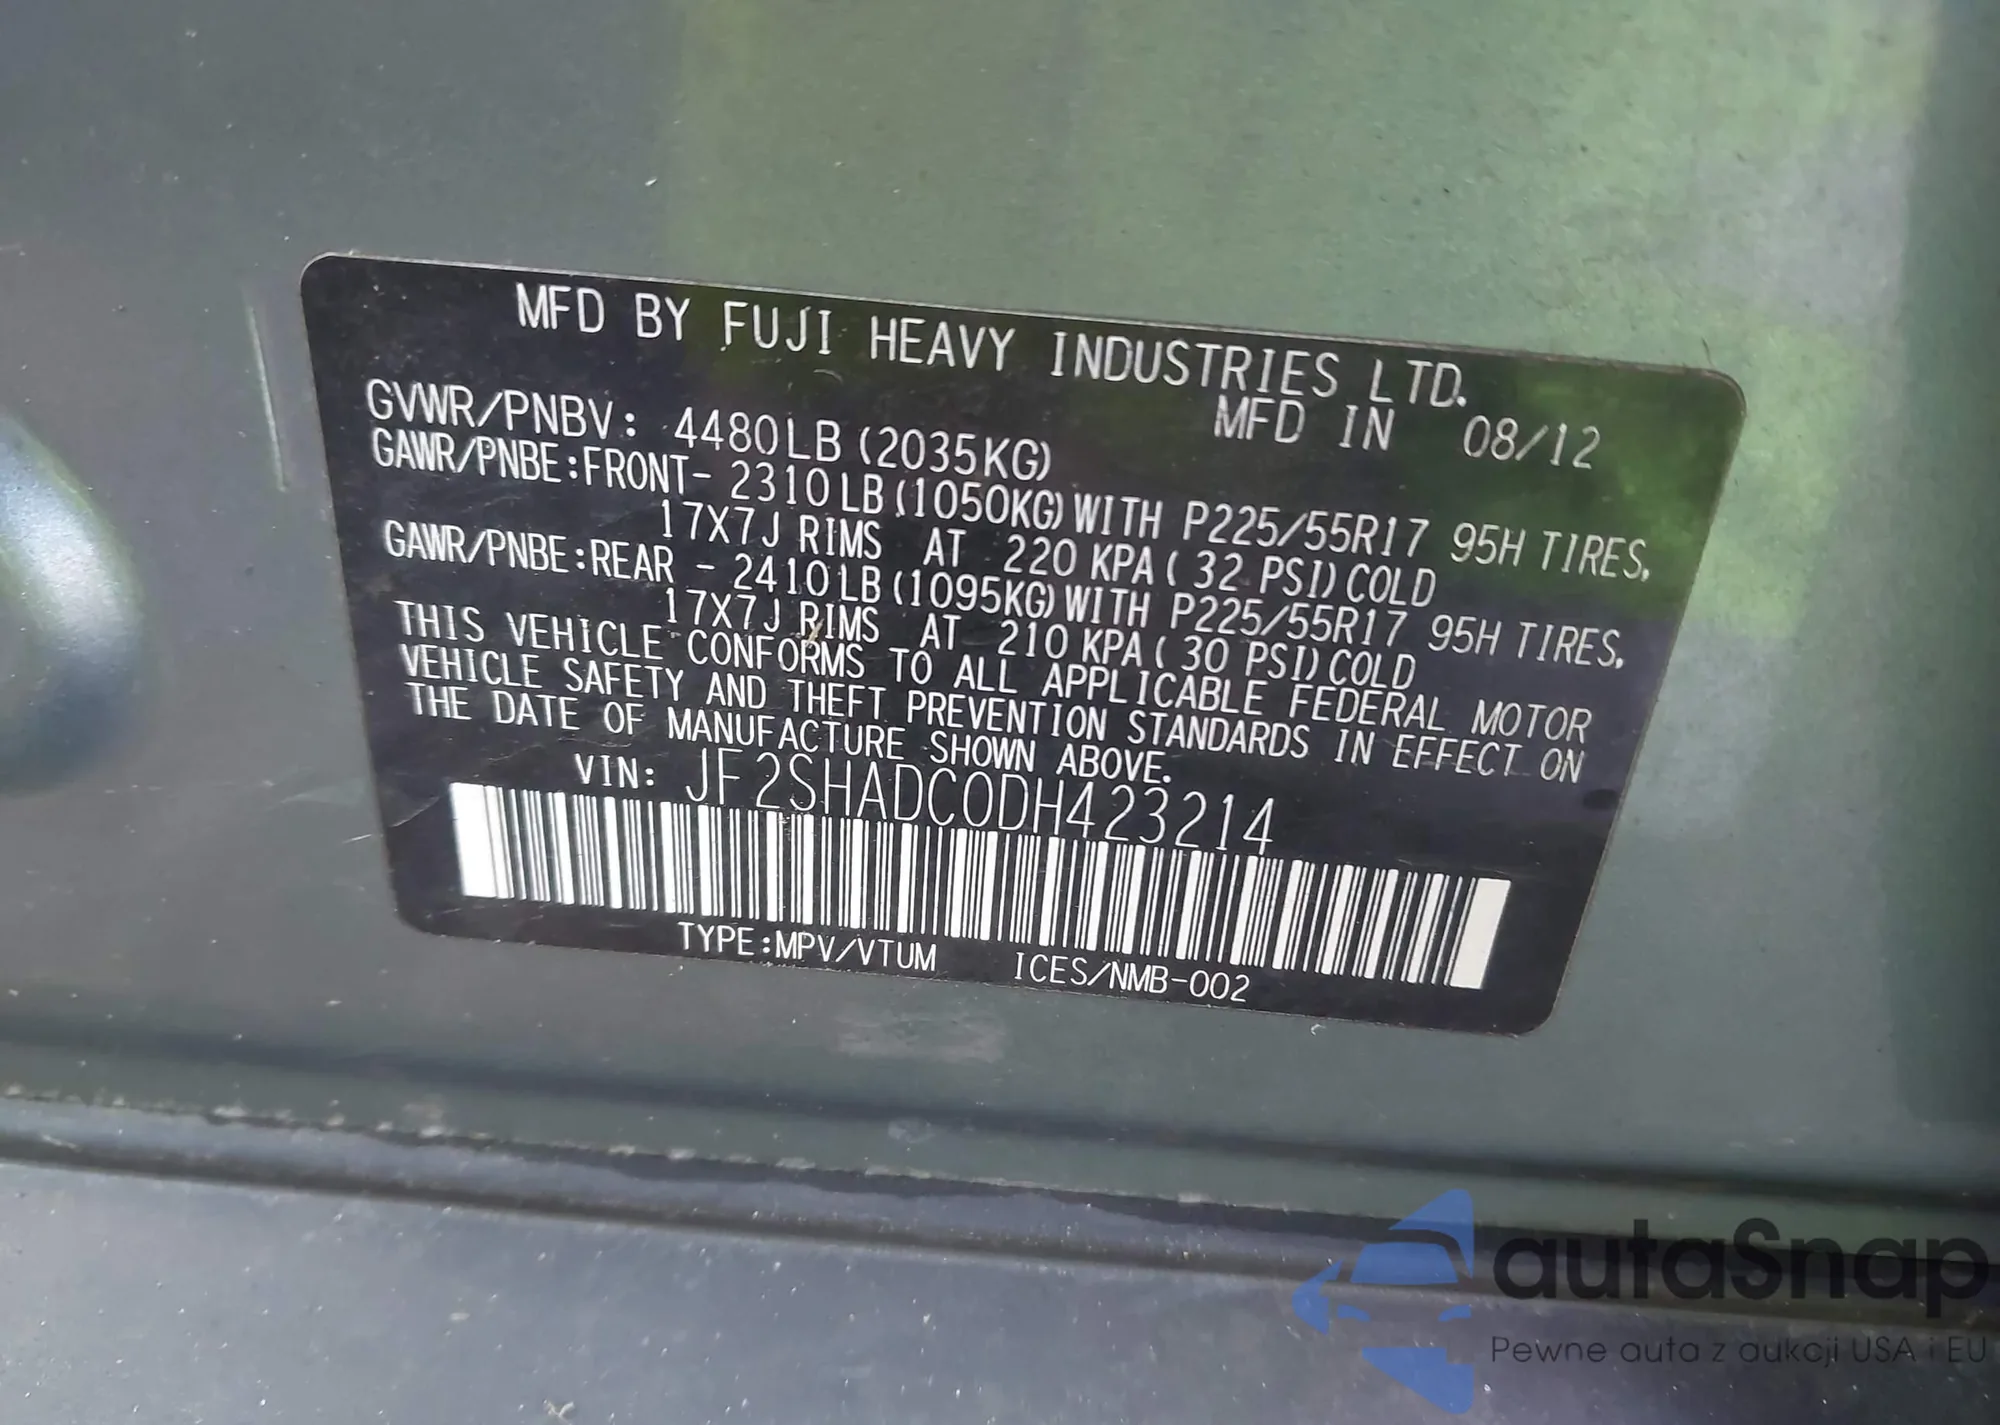 MFD BY FUJI HEAVY INDUSTRIES LTD.
MFD IN 08/12
GVWR/PNBV: 4480LB (2035KG)
GAWR/PNBE:FRONT- 2310LB(1050KG)WITH P225/55R17 95H TIRES,
17X7J RIMS AT 220 KPA( 32 PSI)COLD
GAWR/PNBE:REAR - 2410LB(1095KG)WITH P225/55R17 95H TIRES,
17X7J RIMS AT 210 KPA( 30 PSI)COLD
THIS VEHICLE CONFORMS TO ALL APPLICABLE FEDERAL MOTOR
VEHICLE SAFETY AND THEFT PREVENTION STANDARDS IN EFFECT ON
THE DATE OF MANUFACTURE SHOWN ABOVE.
VIN: JF2SHADC0DH423214
TYPE:MPV/VTUM ICES/NMB-002
autaSnap
Pewne auta z aukcji USA i EU